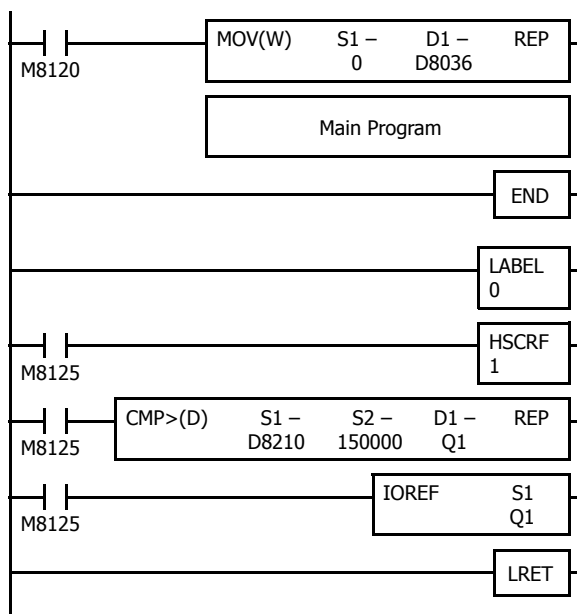 MOV(W) S1 – D1 – REP
M8120 0 D8036
Main Program
END
LABEL
0
HSCRF
M8125 1
CMP>(D) S1 – S2 – D1 – REP
M8125 D8210 150000 Q1
IOREF S1
M8125 Q1
LRET